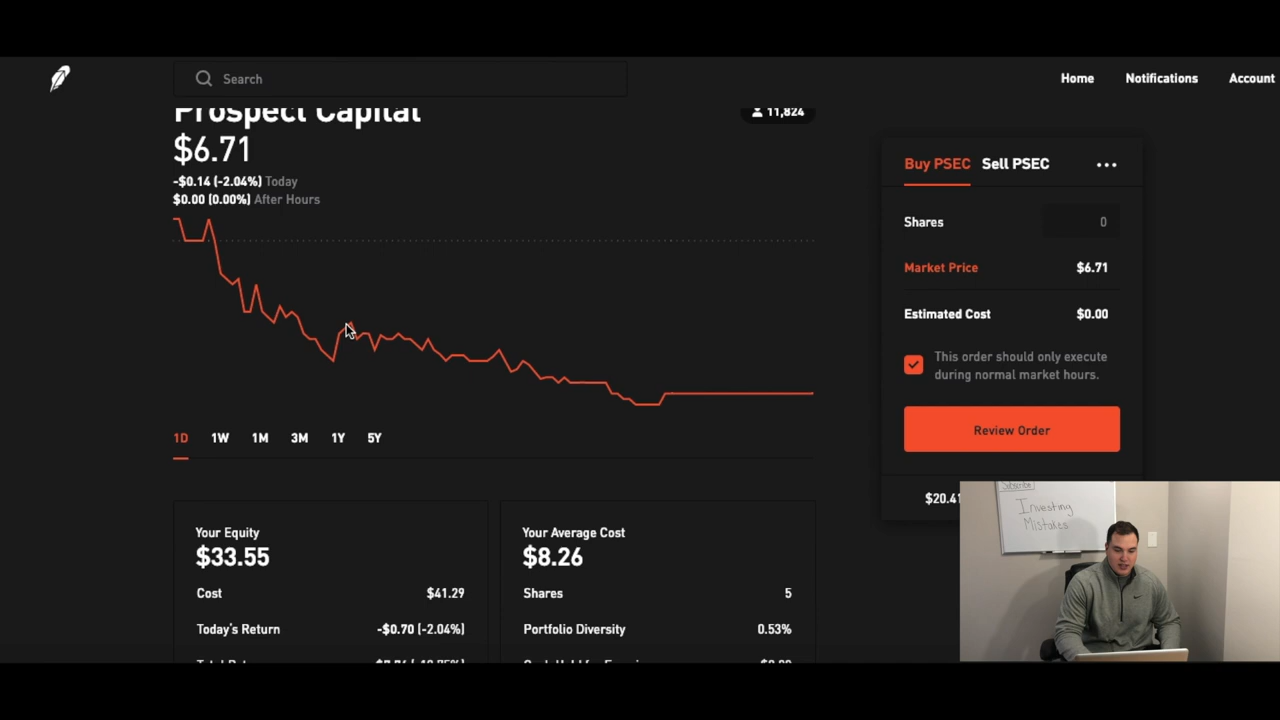 Search
Home
Notifications
Account
Prospect Capital
11,824
$6.71
-$0.14 (-2.04%) Today
$0.00 (0.00%) After Hours
1D 1W 1M 3M 1Y 5Y
Buy PSEC Sell PSEC
Shares 0
Market Price $6.71
Estimated Cost $0.00
This order should only execute
during normal market hours.
Review Order
$20.41
Your Equity
$33.55
Cost $41.29
Today's Return -$0.70 (-2.04%)
Your Average Cost
$8.26
Shares 5
Portfolio Diversity 0.53%
Subscribe
Investing
Mistakes